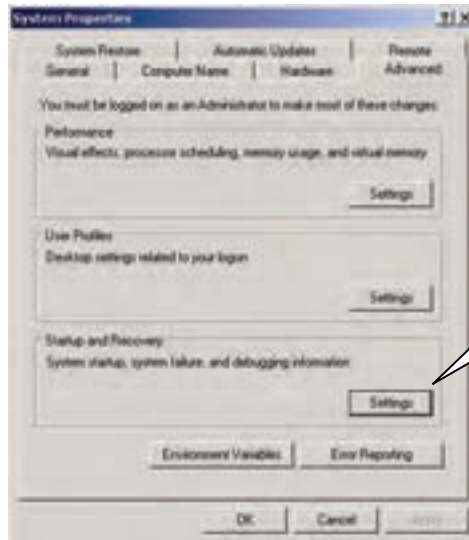 System Properties
System Restore Automatic Updates Remote
General Computer Name Hardware Advanced
You must be logged on as an Administrator to make most of these changes.
Performance
Visual effects, processor scheduling, memory usage, and virtual memory
Settings
User Profiles
Desktop settings related to your logon
Settings
Startup and Recovery
System startup, system failure, and debugging information
Settings
Environment Variables Error Reporting
OK Cancel Apply